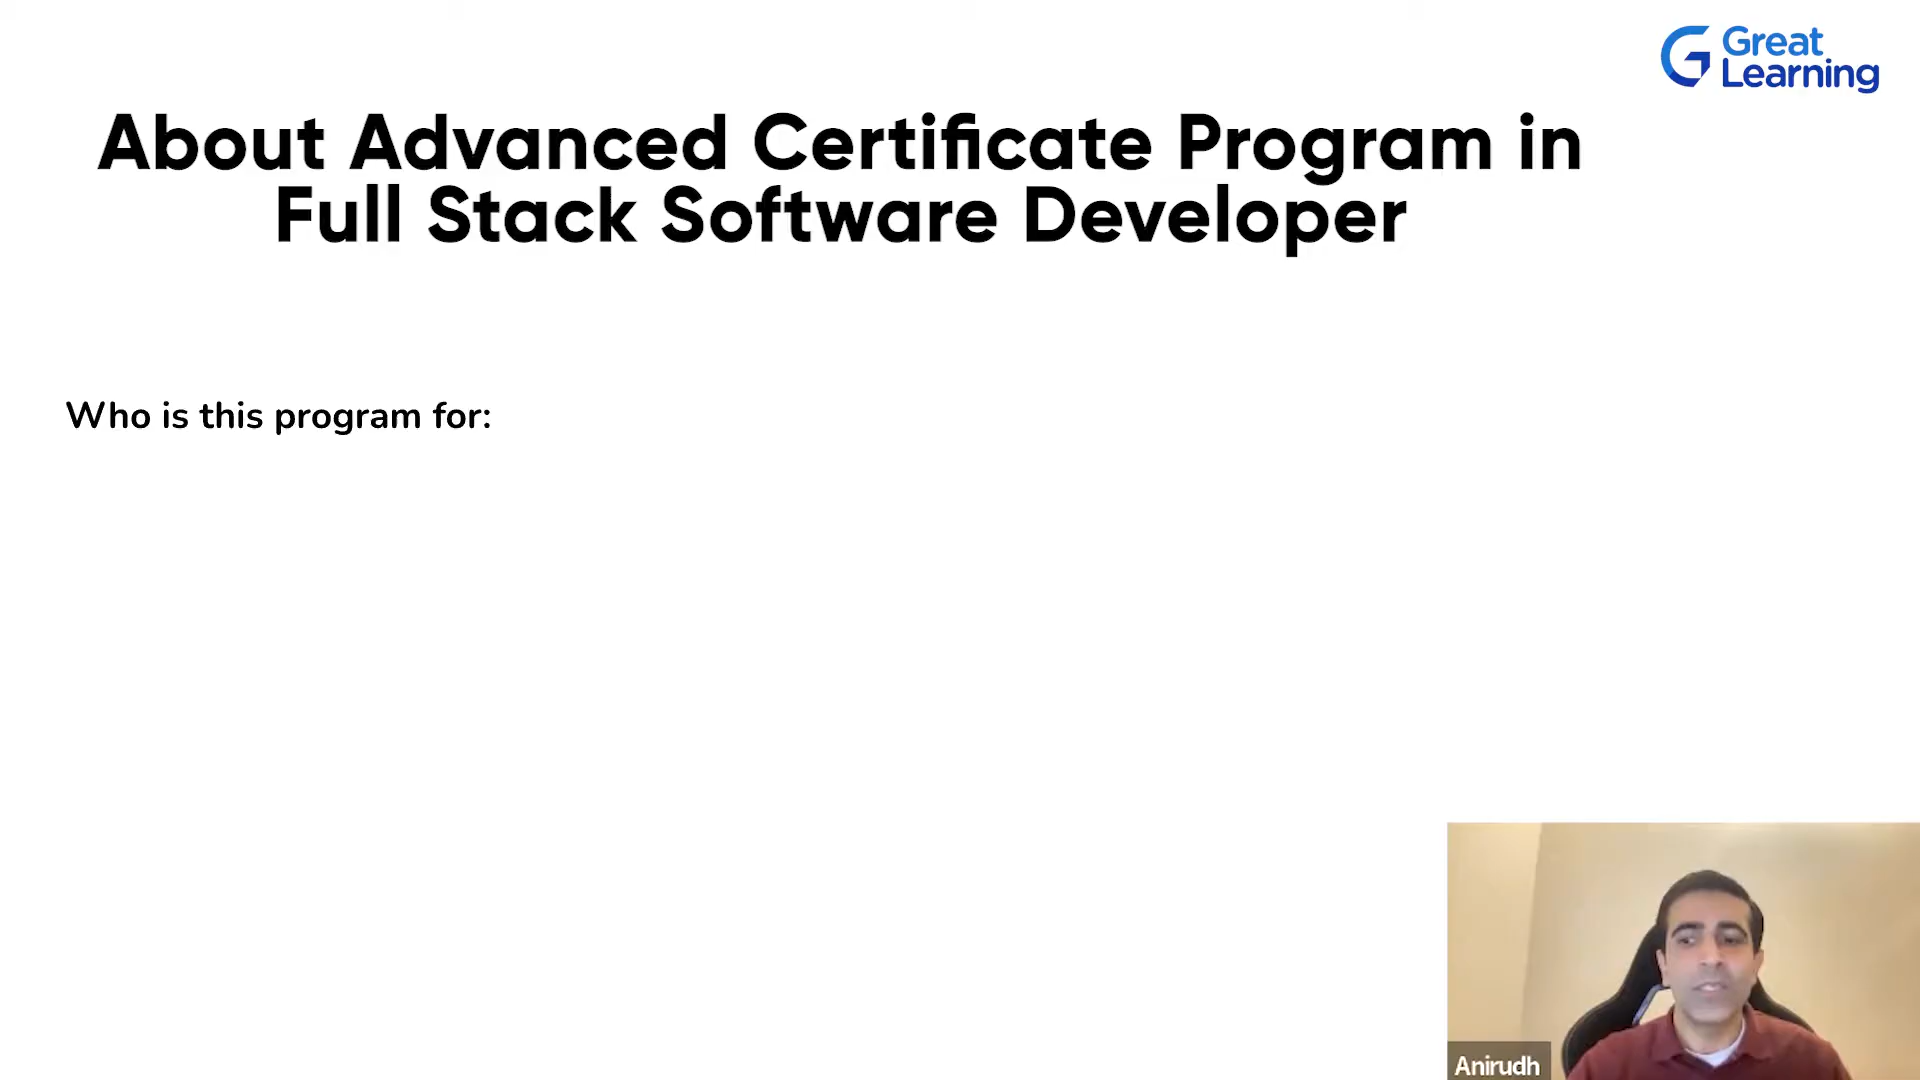 Great
Learning
About Advanced Certificate Program in
Full Stack Software Developer
Who is this program for:
Anirudh